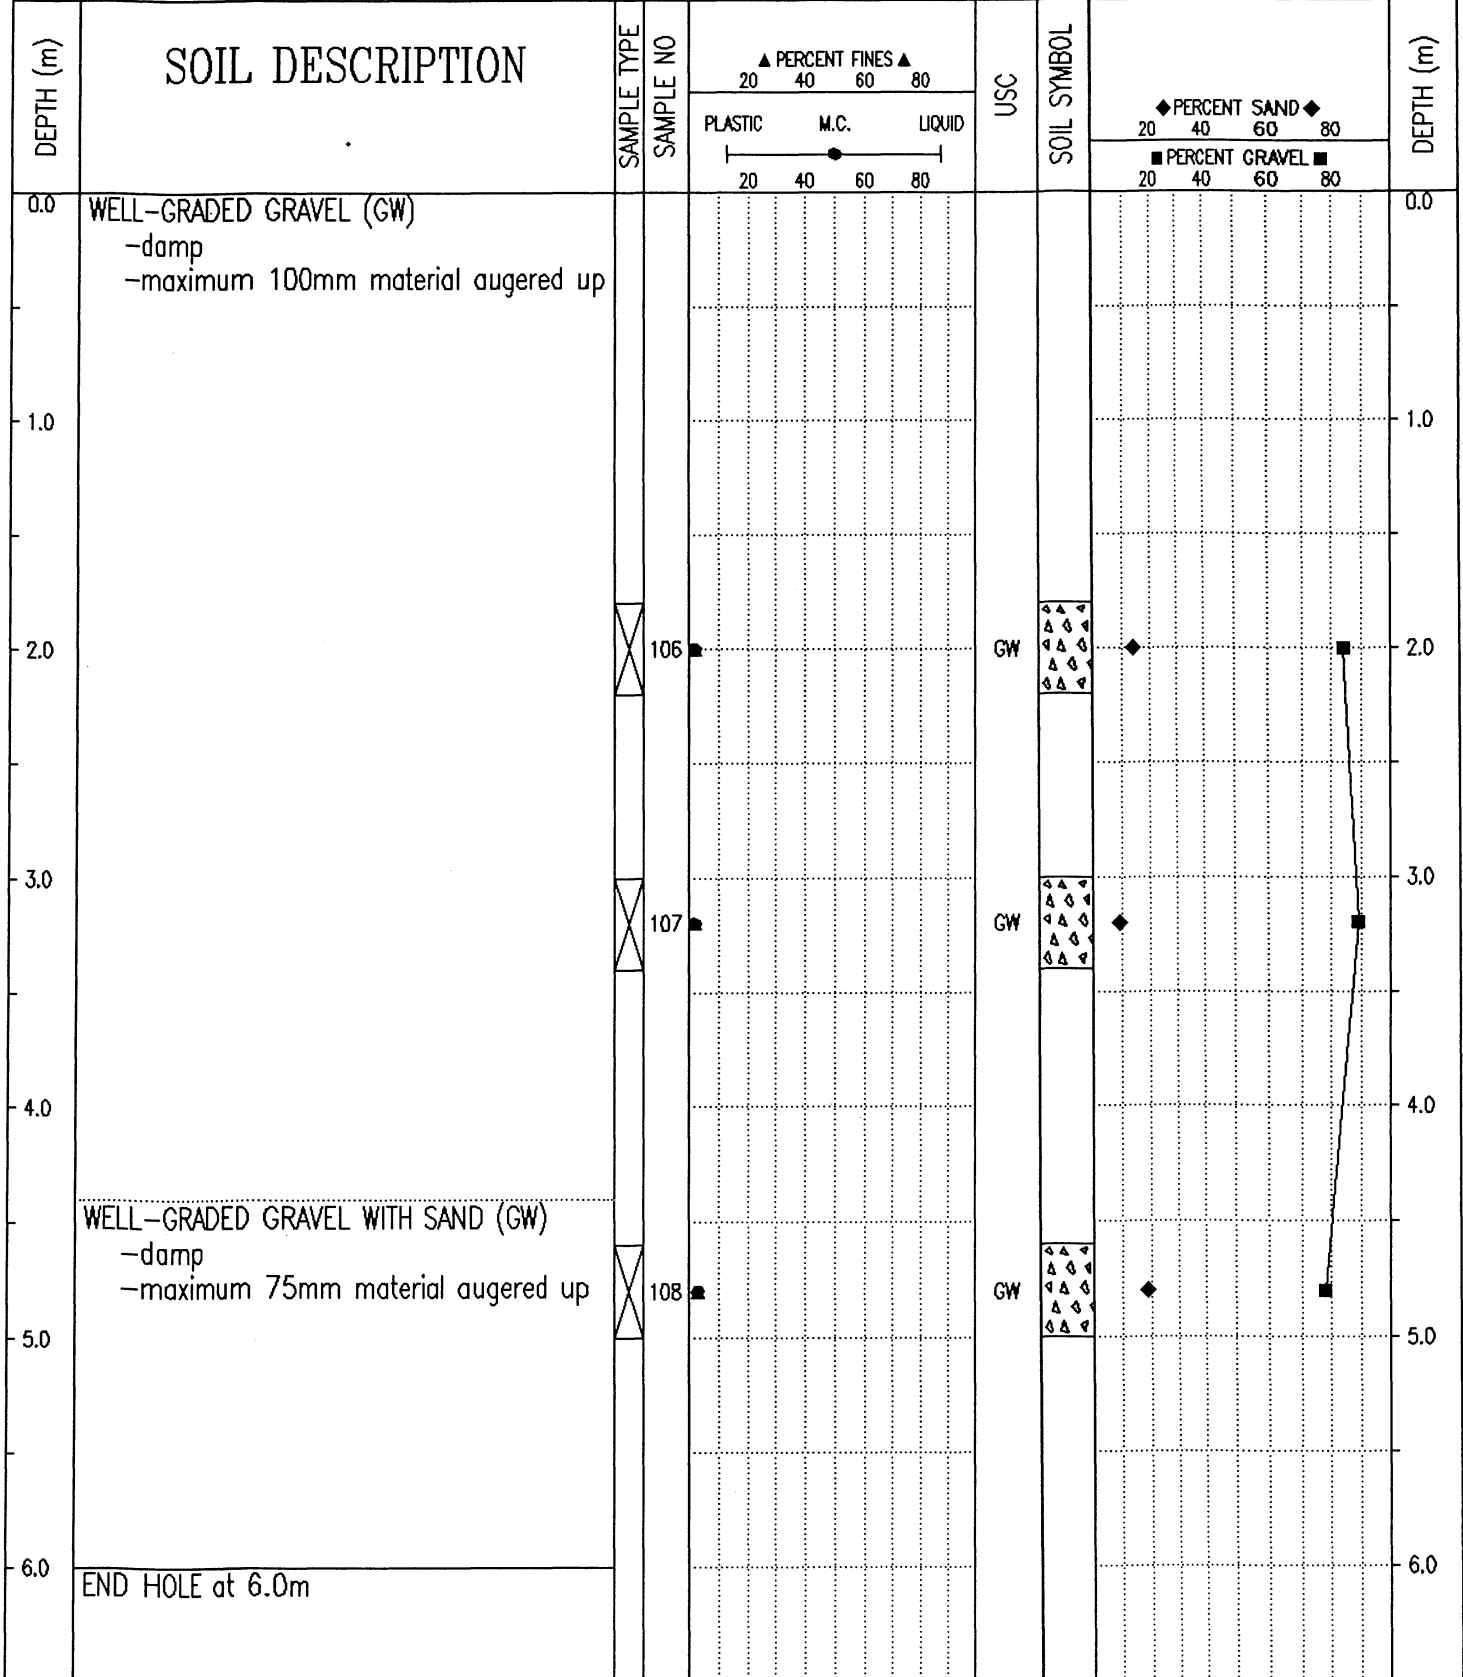 DEPTH (m)
SOIL DESCRIPTION
SAMPLE TYPE
SAMPLE NO
▲ PERCENT FINES ▲
20 40 60 80
PLASTIC M.C. LIQUID
20 40 60 80
USC
SOIL SYMBOL
◆PERCENT SAND◆
20 40 60 80
■ PERCENT GRAVEL ■
20 40 60 80
DEPTH (m)
0.0
WELL-GRADED GRAVEL (GW)
-damp
-maximum 100mm material augered up
0.0
1.0
1.0
2.0
106
GW
2.0
3.0
3.0
107
GW
4.0
4.0
WELL-GRADED GRAVEL WITH SAND (GW)
-damp
-maximum 75mm material augered up
108
GW
5.0
5.0
6.0
6.0
END HOLE at 6.0m